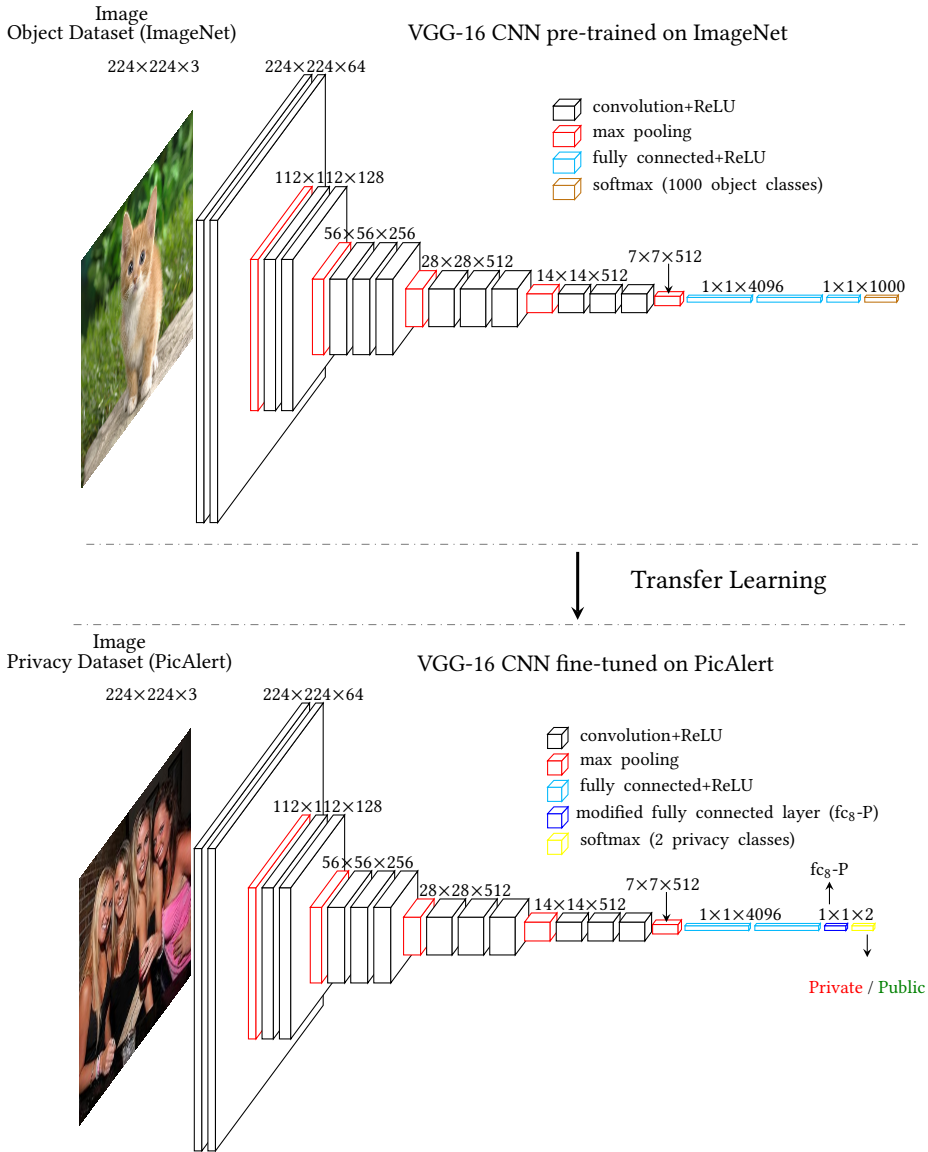 Image
Object Dataset (ImageNet)
VGG-16 CNN pre-trained on ImageNet
224×224×3
224×224×64
convolution+ReLU
max pooling
fully connected+ReLU
softmax (1000 object classes)
112×112×128
56×56×256
28×28×512
14×14×512
7×7×512
1×1×4096
1×1×1000
Transfer Learning
Image
Privacy Dataset (PicAlert)
VGG-16 CNN fine-tuned on PicAlert
224×224×3
224×224×64
convolution+ReLU
max pooling
fully connected+ReLU
modified fully connected layer (fc₈-P)
softmax (2 privacy classes)
112×112×128
56×56×256
28×28×512
14×14×512
7×7×512
1×1×4096
fc₈-P
1×1×2
Private / Public